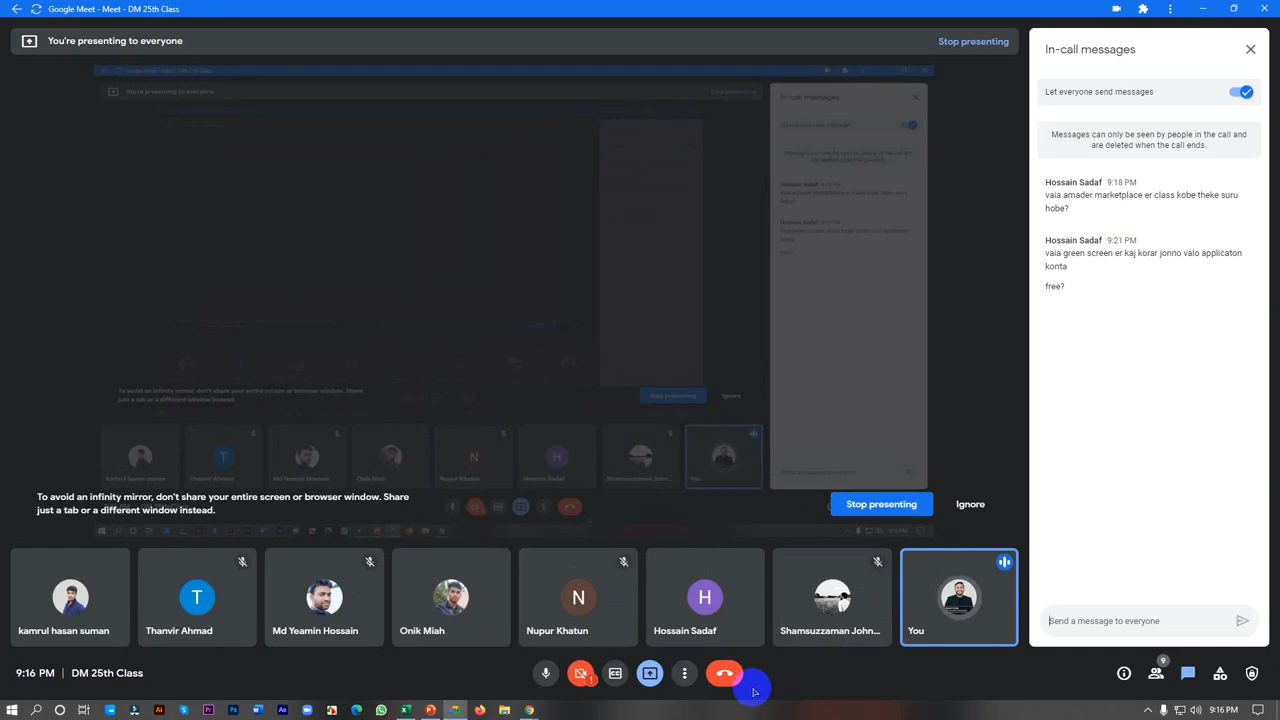 Google Meet - Meet - DM 25th Class
You're presenting to everyone
Stop presenting
In-call messages
Let everyone send messages
Messages can only be seen by people in the call and
are deleted when the call ends.
Hossain Sadaf 9:18 PM
vaia amader marketplace er class kobe theke suru
hobe?
Hossain Sadaf 9:21 PM
vaia green screen er kaj korar jonno valo applicaton
konta
free?
To avoid an infinity mirror, don't share your entire screen or browser window. Share
just a tab or a different window instead.
Stop presenting
Ignore
kamrul hasan suman
T
Thanvir Ahmad
Md Yeamin Hossain
Onik Miah
N
Nupur Khatun
H
Hossain Sadaf
Shamsuzzaman John...
You
Send a message to everyone
9:16 PM | DM 25th Class
9
9:16 PM